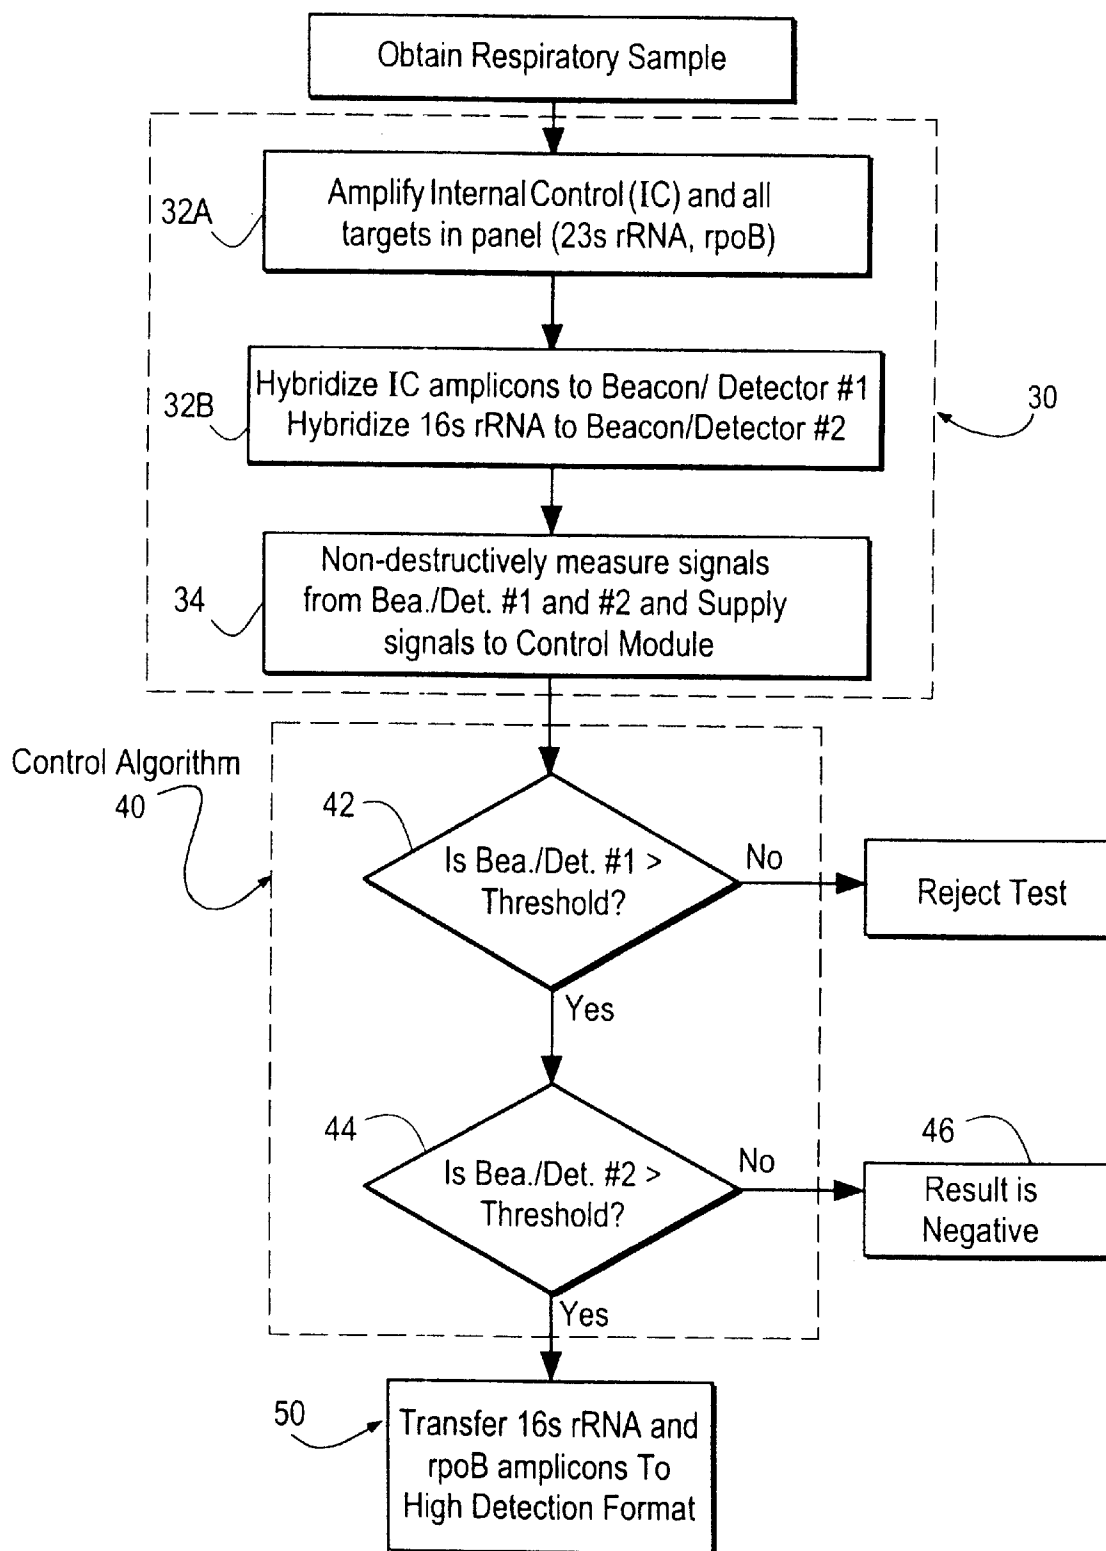 Obtain Respiratory Sample
32A
Amplify Internal Control (IC) and all
targets in panel (23s rRNA, rpoB)
32B
Hybridize IC amplicons to Beacon/ Detector #1
Hybridize 16s rRNA to Beacon/Detector #2
30
34
Non-destructively measure signals
from Bea./Det. #1 and #2 and Supply
signals to Control Module
Control Algorithm
40
42
Is Bea./Det. #1 >
Threshold?
No
Reject Test
Yes
44
Is Bea./Det. #2 >
Threshold?
No
46
Result is
Negative
Yes
50
Transfer 16s rRNA and
rpoB amplicons To
High Detection Format